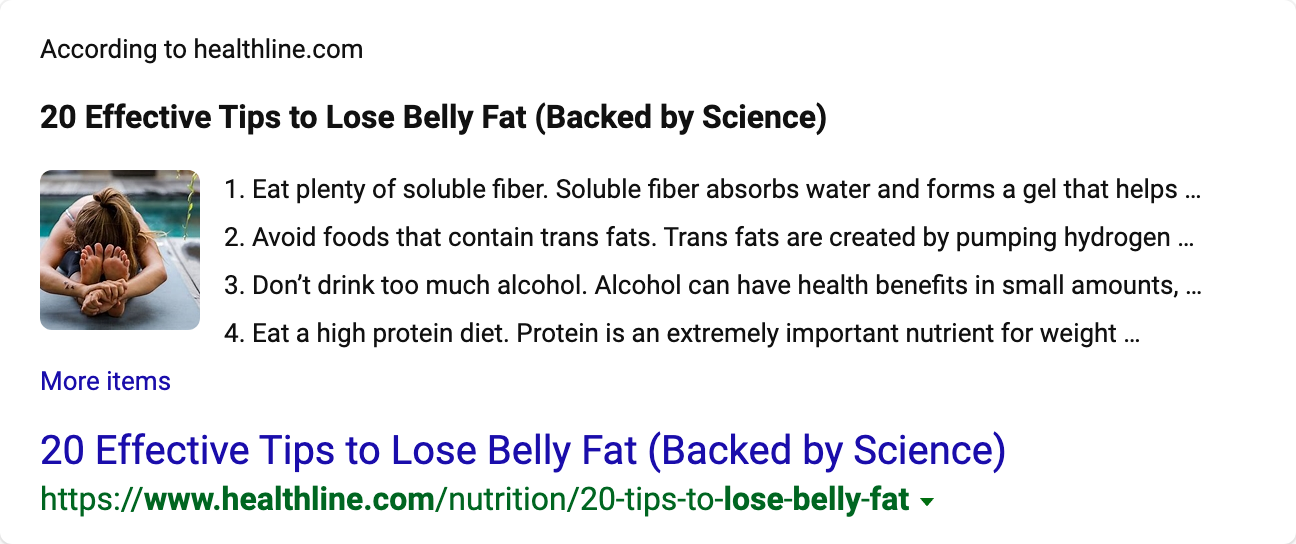 According to healthline.com
20 Effective Tips to Lose Belly Fat (Backed by Science)
1. Eat plenty of soluble fiber. Soluble fiber absorbs water and forms a gel that helps ...
2. Avoid foods that contain trans fats. Trans fats are created by pumping hydrogen ...
3. Don’t drink too much alcohol. Alcohol can have health benefits in small amounts, ...
4. Eat a high protein diet. Protein is an extremely important nutrient for weight ...
More items
20 Effective Tips to Lose Belly Fat (Backed by Science)
https://www.healthline.com/nutrition/20-tips-to-lose-belly-fat